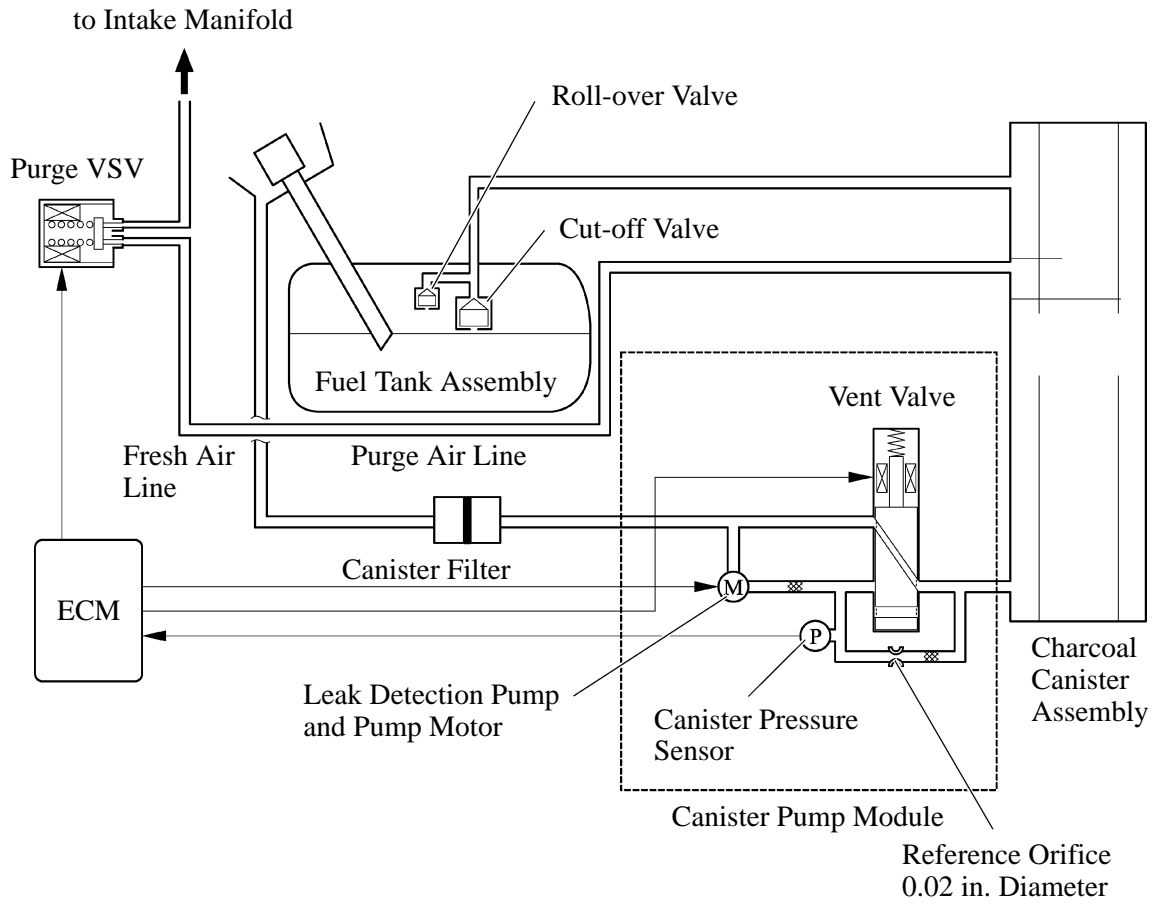 to Intake Manifold
Roll-over Valve
Purge VSV
Cut-off Valve
Fuel Tank Assembly
Vent Valve
Fresh Air
Line
Purge Air Line
Canister Filter
ECM
M
P
Leak Detection Pump
and Pump Motor
Canister Pressure
Sensor
Charcoal
Canister
Assembly
Canister Pump Module
Reference Orifice
0.02 in. Diameter